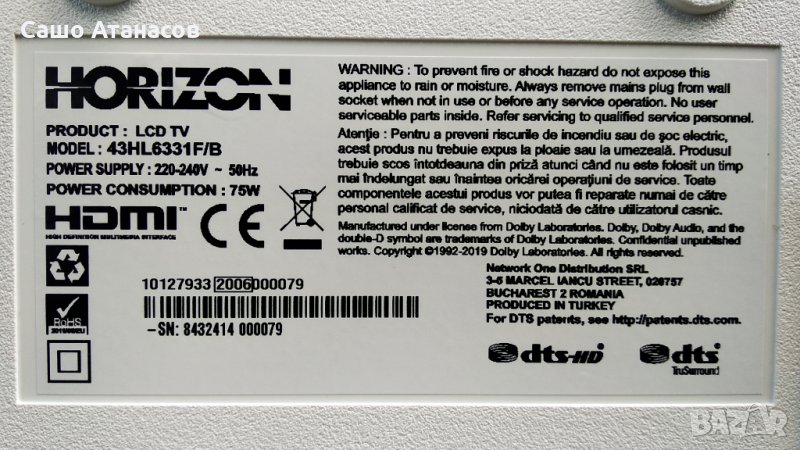 Сашо Атанасов
HORIZON
PRODUCT : LCD TV
MODEL : 43HL6331F/B
POWER SUPPLY : 220-240V ~ 50Hz
POWER CONSUMPTION : 75W
HDMI™
HIGH DEFINITION MULTIMEDIA INTERFACE
CE
RoHS
10127933 2006000079
-SN: 8432414 000079
WARNING : To prevent fire or shock hazard do not expose this
appliance to rain or moisture. Always remove mains plug from wall
socket when not in use or before any service operation. No user
serviceable parts inside. Refer servicing to qualified service personnel.
Atenţie : Pentru a preveni riscurile de incendiu sau de şoc electric,
acest produs nu trebuie expus la ploaie sau la umezeală. Produsul
trebuie scos întotdeauna din priză atunci când nu este folosit un timp
mai îndelungat sau înaintea oricărei operaţiuni de service. Toate
componentele acestui produs vor putea fi reparate numai de către
personal calificat de service, niciodată de către utilizatorul casnic.
Manufactured under license from Dolby Laboratories. Dolby, Dolby Audio, and the
double-D symbol are trademarks of Dolby Laboratories. Confidential unpublished
works. Copyright ©1992-2019 Dolby Laboratories. All rights reserved.
Network One Distribution SRL
3-5 MARCEL IANCU STREET, 020757
BUCHAREST 2 ROMANIA
PRODUCED IN TURKEY
For DTS patents, see http://patents.dts.com.
dts-HD
dts
TruSurround
BAZAR